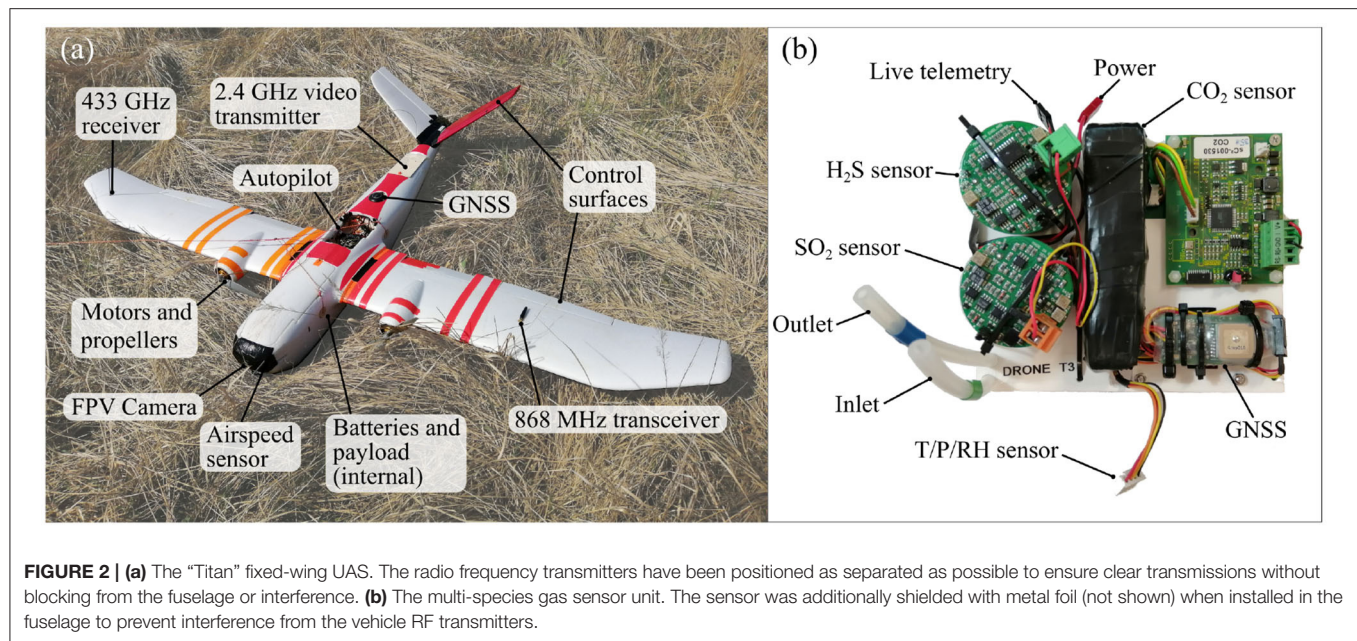 (a)
433 GHz
receiver
2.4 GHz video
transmitter
Autopilot
GNSS
Control
surfaces
Motors and
propellers
FPV Camera
Airspeed
sensor
Batteries and
payload
(internal)
868 MHz transceiver
(b)
Live telemetry
Power
CO₂ sensor
H₂S sensor
SO₂ sensor
Outlet
Inlet
T/P/RH sensor
GNSS
CO2
DRONE T3
FIGURE 2 | (a) The “Titan” fixed-wing UAS. The radio frequency transmitters have been positioned as separated as possible to ensure clear transmissions without
blocking from the fuselage or interference. (b) The multi-species gas sensor unit. The sensor was additionally shielded with metal foil (not shown) when installed in the
fuselage to prevent interference from the vehicle RF transmitters.